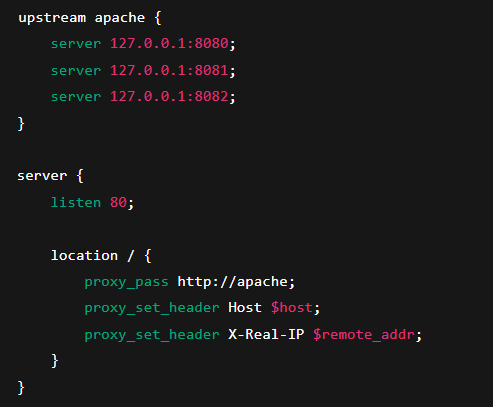 upstream apache {
    server 127.0.0.1:8080;
    server 127.0.0.1:8081;
    server 127.0.0.1:8082;
}

server {
    listen 80;

    location / {
        proxy_pass http://apache;
        proxy_set_header Host $host;
        proxy_set_header X-Real-IP $remote_addr;
    }
}